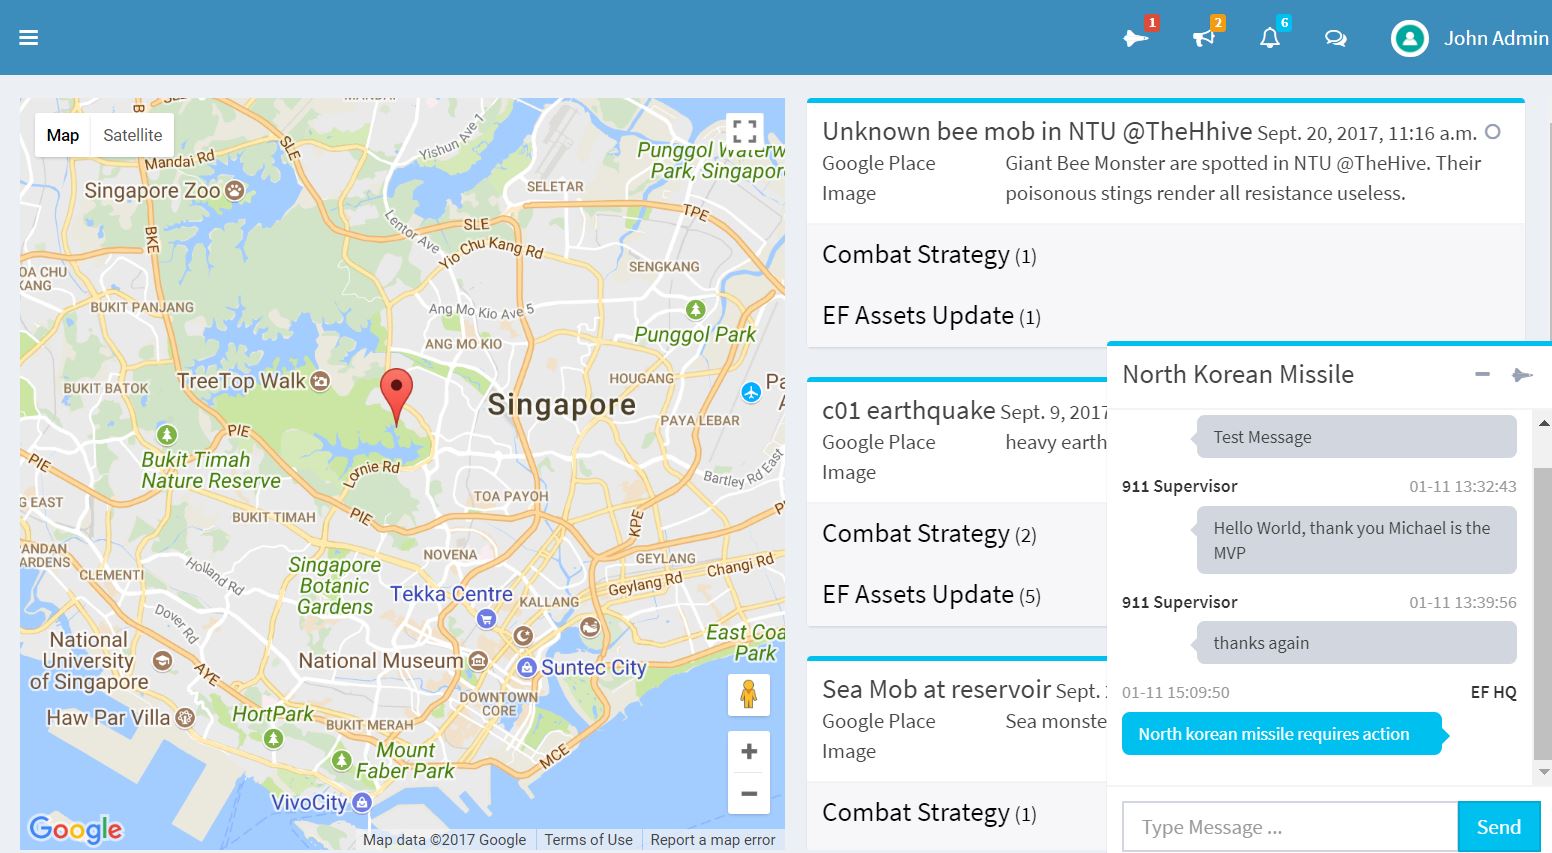 1
2
6
John Admin
Map
Satellite
MANDAI
Mandai Rd
SLE
Yishun Ave 1
Punggol Waterw
Park, Singapor
Singapore Zoo
SELETAR
TPE
BKE
Lentor Ave
SLE
Yio Chu Kang Rd
OA CHU
KANG
SENGKANG
BUKIT PANJANG
Ang Mo Kio Ave 5
Punggol Park
ANG MO KIO
BUKIT BATOK
TreeTop Walk
HOUGANG
Singapore
PAYA LEBAR
Pa
A
PIE
Bukit Timah
Nature Reserve
Lornie Rd
Bartley Rd East
PIE
G EAST
TOA PAYOH
BUKIT TIMAH
PIE
KPE
ANDAN
ARDENS
CLEMENTI
Holland Rd
NOVENA
GEYLANG
Changi Rd
Geylang Rd
Singapore
Botanic
Gardens
Tekka Centre
KALLANG
Dover Rd
National
University
of Singapore
AYE
National Museum
Suntec City
East Coa
Park
DOWNTOWN
CORE
Haw Par Villa
HortPark
BUKIT MERAH
Mount
Faber Park
MCE
VivoCity
Google
Map data ©2017 Google
Terms of Use
Report a map error
Unknown bee mob in NTU @TheHhive Sept. 20, 2017, 11:16 a.m.
Google Place
Image
Giant Bee Monster are spotted in NTU @TheHive. Their
poisonous stings render all resistance useless.
Combat Strategy (1)
EF Assets Update (1)
c01 earthquake Sept. 9, 2017
Google Place
Image
heavy earth
Combat Strategy (2)
EF Assets Update (5)
Sea Mob at reservoir Sept.
Google Place
Image
Sea monste
Combat Strategy (1)
North Korean Missile
Test Message
911 Supervisor 01-11 13:32:43
Hello World, thank you Michael is the
MVP
911 Supervisor 01-11 13:39:56
thanks again
01-11 15:09:50 EF HQ
North korean missile requires action
Type Message ...
Send